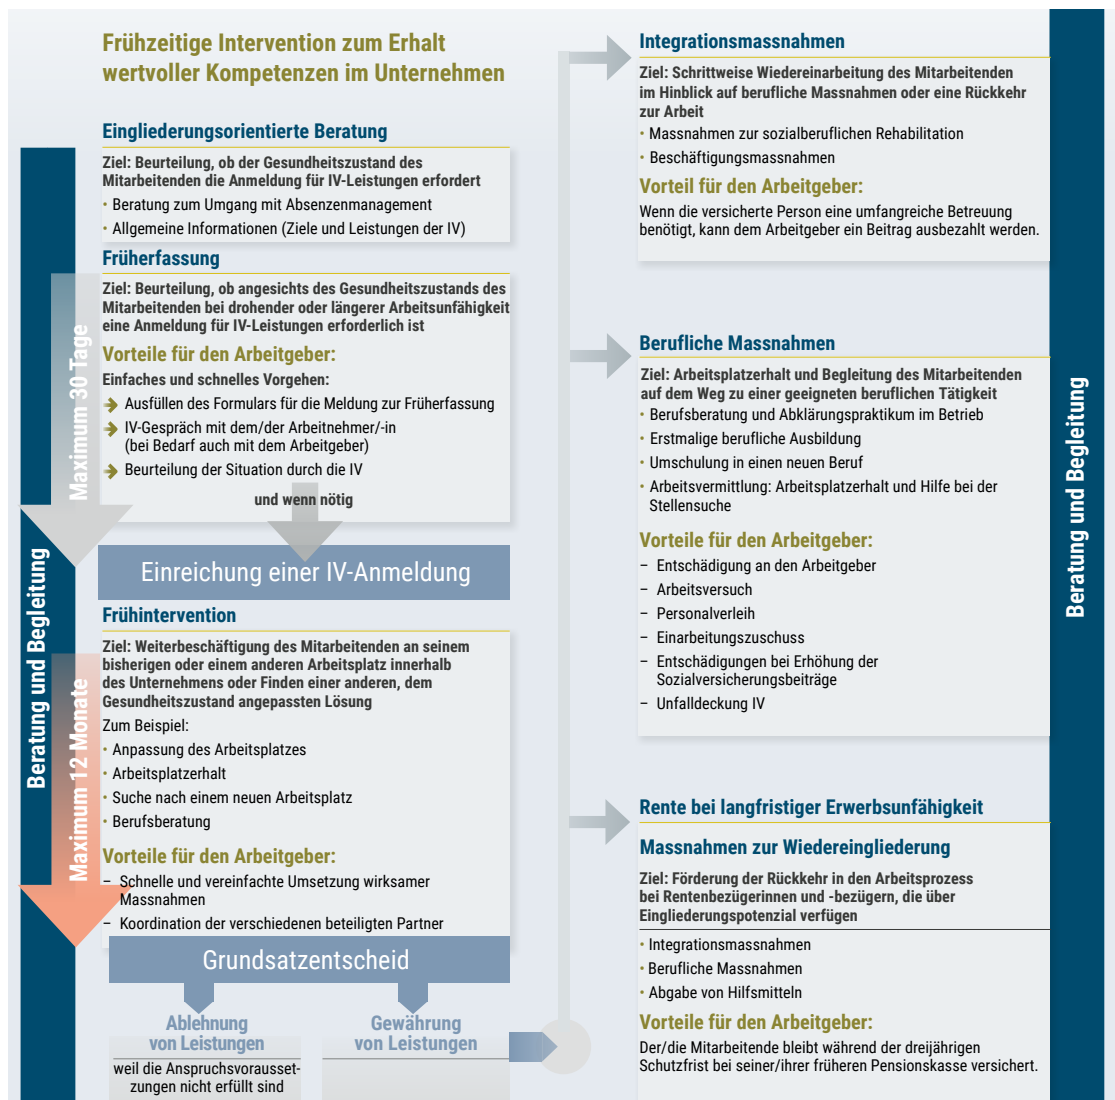 Frühzeitige Intervention zum Erhalt
wertvoller Kompetenzen im Unternehmen
Eingliederungsorientierte Beratung
Ziel: Beurteilung, ob der Gesundheitszustand des
Mitarbeitenden die Anmeldung für IV-Leistungen erfordert
• Beratung zum Umgang mit Absenzenmanagement
• Allgemeine Informationen (Ziele und Leistungen der IV)
Früherfassung
Ziel: Beurteilung, ob angesichts des Gesundheitszustands des
Mitarbeitenden bei drohender oder längerer Arbeitsunfähigkeit
eine Anmeldung für IV-Leistungen erforderlich ist
Vorteile für den Arbeitgeber:
Einfaches und schnelles Vorgehen:
Ausfüllen des Formulars für die Meldung zur Früherfassung
IV-Gespräch mit dem/der Arbeitnehmer/-in
(bei Bedarf auch mit dem Arbeitgeber)
Beurteilung der Situation durch die IV
und wenn nötig
Maximum 30 Tage
Einreichung einer IV-Anmeldung
Frühintervention
Ziel: Weiterbeschäftigung des Mitarbeitenden an seinem
bisherigen oder einem anderen Arbeitsplatz innerhalb
des Unternehmens oder Finden einer anderen, dem
Gesundheitszustand angepassten Lösung
Zum Beispiel:
• Anpassung des Arbeitsplatzes
• Arbeitsplatzerhalt
• Suche nach einem neuen Arbeitsplatz
• Berufsberatung
Vorteile für den Arbeitgeber:
– Schnelle und vereinfachte Umsetzung wirksamer
Massnahmen
– Koordination der verschiedenen beteiligten Partner
Maximum 12 Monate
Beratung und Begleitung
Grundsatzentscheid
Ablehnung
von Leistungen
weil die Anspruchsvorausset-
zungen nicht erfüllt sind
Gewährung
von Leistungen
Integrationsmassnahmen
Ziel: Schrittweise Wiedereinarbeitung des Mitarbeitenden
im Hinblick auf berufliche Massnahmen oder eine Rückkehr
zur Arbeit
• Massnahmen zur sozialberuflichen Rehabilitation
• Beschäftigungsmassnahmen
Vorteil für den Arbeitgeber:
Wenn die versicherte Person eine umfangreiche Betreuung
benötigt, kann dem Arbeitgeber ein Beitrag ausbezahlt werden.
Berufliche Massnahmen
Ziel: Arbeitsplatzerhalt und Begleitung des Mitarbeitenden
auf dem Weg zu einer geeigneten beruflichen Tätigkeit
• Berufsberatung und Abklärungspraktikum im Betrieb
• Erstmalige berufliche Ausbildung
• Umschulung in einen neuen Beruf
• Arbeitsvermittlung: Arbeitsplatzerhalt und Hilfe bei der
Stellensuche
Vorteile für den Arbeitgeber:
– Entschädigung an den Arbeitgeber
– Arbeitsversuch
– Personalverleih
– Einarbeitungszuschuss
– Entschädigungen bei Erhöhung der
Sozialversicherungsbeiträge
– Unfalldeckung IV
Rente bei langfristiger Erwerbsunfähigkeit
Massnahmen zur Wiedereingliederung
Ziel: Förderung der Rückkehr in den Arbeitsprozess
bei Rentenbezügerinnen und -bezügern, die über
Eingliederungspotenzial verfügen
• Integrationsmassnahmen
• Berufliche Massnahmen
• Abgabe von Hilfsmitteln
Vorteile für den Arbeitgeber:
Der/die Mitarbeitende bleibt während der dreijährigen
Schutzfrist bei seiner/ihrer früheren Pensionskasse versichert.
Beratung und Begleitung